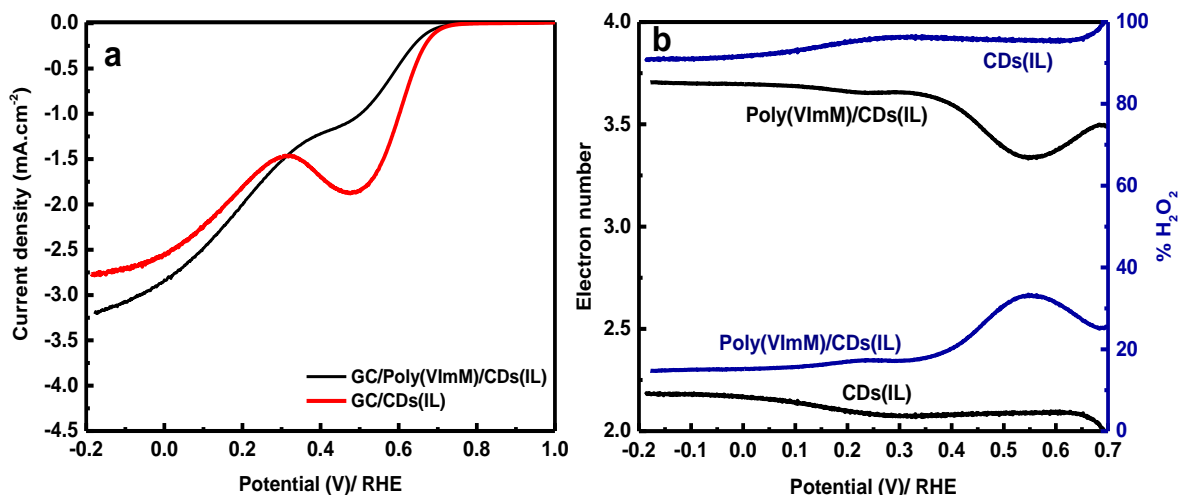 a
Current density (mA.cm⁻²)
0.0
-0.5
-1.0
-1.5
-2.0
-2.5
-3.0
-3.5
-4.0
-4.5
GC/Poly(VImM)/CDs(IL)
GC/CDs(IL)
-0.2 0.0 0.2 0.4 0.6 0.8 1.0
Potential (V)/ RHE
b
Electron number
4.0
3.5
3.0
2.5
2.0
CDs(IL)
Poly(VImM)/CDs(IL)
Poly(VImM)/CDs(IL)
CDs(IL)
100
80
60
40
20
0
% H₂O₂
-0.2 -0.1 0.0 0.1 0.2 0.3 0.4 0.5 0.6 0.7
Potential (V)/ RHE